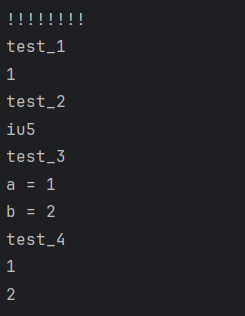 !!!!!!!!
test_1
1
test_2
iu5
test_3
a = 1
b = 2
test_4
1
2